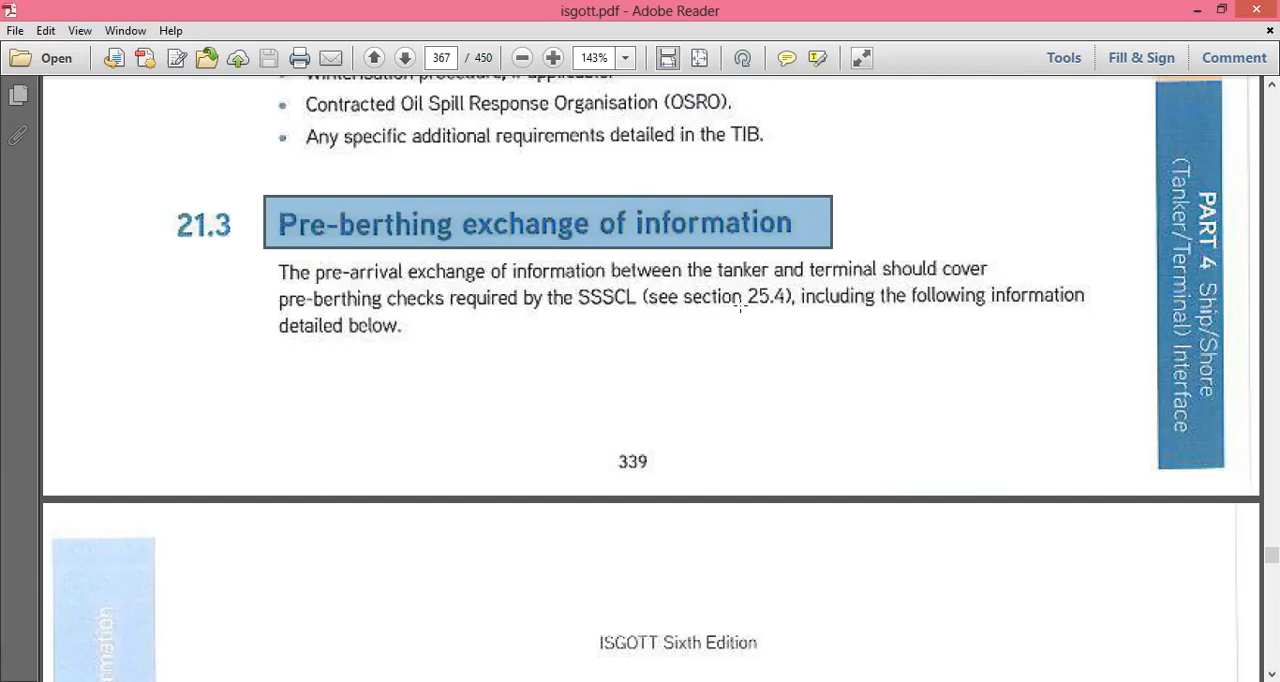 isgott.pdf - Adobe Reader
File Edit View Window Help
Open 367 / 450 143% Tools Fill & Sign Comment
Winterisation procedure, if applicable.
• Contracted Oil Spill Response Organisation (OSRO).
• Any specific additional requirements detailed in the TIB.
21.3 Pre-berthing exchange of information
The pre-arrival exchange of information between the tanker and terminal should cover
pre-berthing checks required by the SSSCL (see section 25.4), including the following information
detailed below.
339
PART 4 Ship/Shore
(Tanker/Terminal) Interface
ISGOTT Sixth Edition